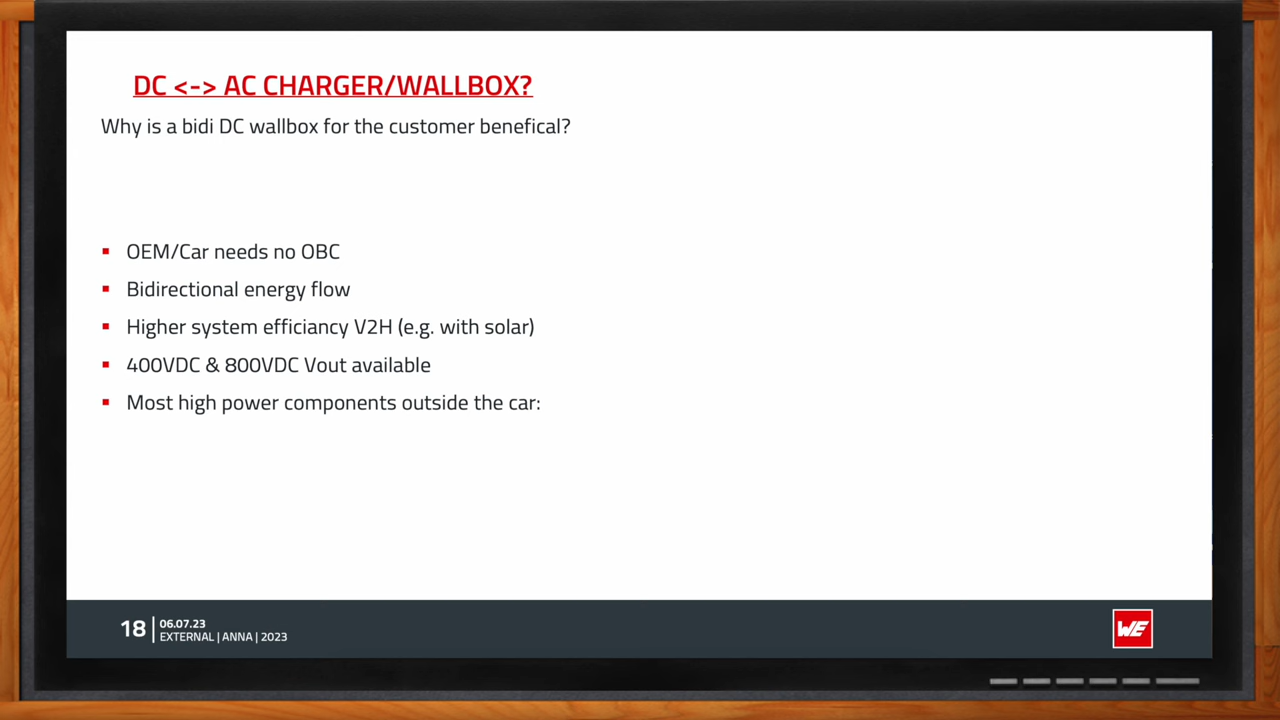 DC <-> AC CHARGER/WALLBOX?
Why is a bidi DC wallbox for the customer benefical?
▪ OEM/Car needs no OBC
▪ Bidirectional energy flow
▪ Higher system efficiancy V2H (e.g. with solar)
▪ 400VDC & 800VDC Vout available
▪ Most high power components outside the car:
18
06.07.23
EXTERNAL | ANNA | 2023
WE